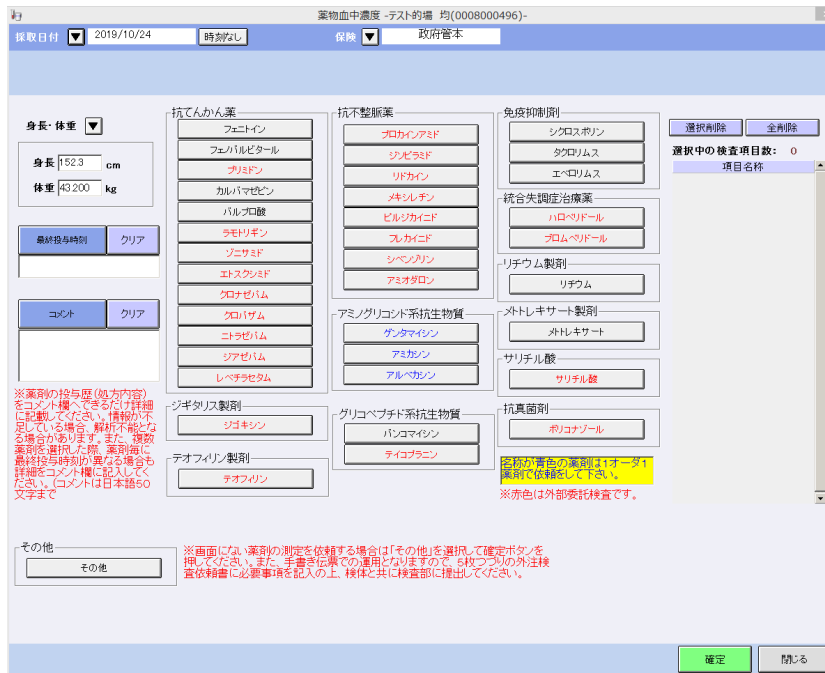 薬物血中濃度 -テスト的場 均(0008000496)-
採取日付 2019/10/24 時刻なし 保険 政府管本
身長・体重
身長 152.3 cm
体重 43.200 kg
最終投与時刻 クリア
コメント クリア
※薬剤の投与歴(処方内容)
をコメント欄へできるだけ詳細
に記載してください。情報が不
足している場合、解析不能とな
る場合があります。また、複数
薬剤を選択した際、薬剤毎に
最終投与時刻が異なる場合も
詳細をコメント欄に記入してく
ださい。(コメントは日本語50
文字まで
抗てんかん薬
フェニトイン
フェノバルビタール
プリミドン
カルバマゼピン
バルプロ酸
ラモトリギン
ゾニサミド
エトスクシミド
クロナゼパム
クロバザム
ニトラゼパム
ジアゼパム
レベチラセタム
ジギタリス製剤
ジゴキシン
テオフィリン製剤
テオフィリン
抗不整脈薬
プロカインアミド
ジソピラミド
リドカイン
メキシレチン
ピルジカイニド
フレカイニド
シベンゾリン
アミオダロン
アミノグリコシド系抗生物質
ゲンタマイシン
アミカシン
アルベカシン
グリコペプチド系抗生物質
バンコマイシン
テイコプラニン
免疫抑制剤
シクロスポリン
タクロリムス
エベロリムス
統合失調症治療薬
ハロペリドール
ブロムペリドール
リチウム製剤
リチウム
メトトレキサート製剤
メトトレキサート
サリチル酸
サリチル酸
抗真菌剤
ボリコナゾール
名称が青色の薬剤は1オーダ1
薬剤で依頼をして下さい。
※赤色は外部委託検査です。
選択削除 全削除
選択中の検査項目数: 0
項目名称
その他
その他
※画面にない薬剤の測定を依頼する場合は「その他」を選択して確定ボタンを
押してください。また、手書き伝票での運用となりますので、5枚つづりの外注検
査依頼書に必要事項を記入の上、検体と共に検査部に提出してください。
確定 閉じる